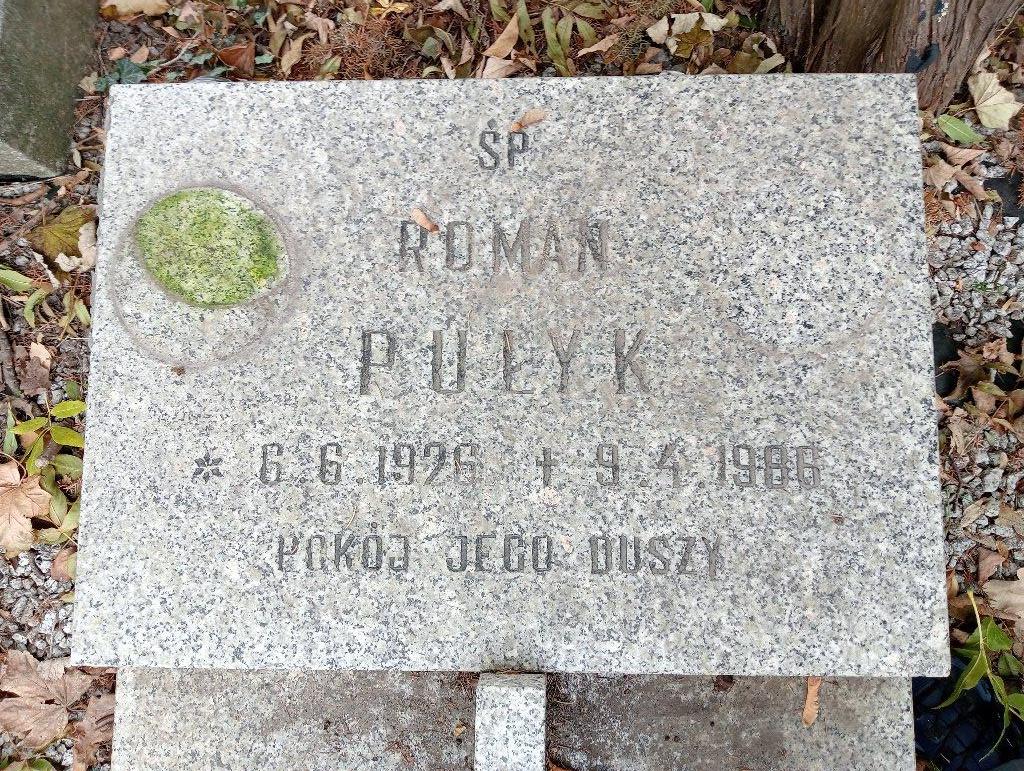 ŚP
ROMAN
PUŁYK
* 6.6.1926 † 9.4.1986
POKÓJ JEGO DUSZY